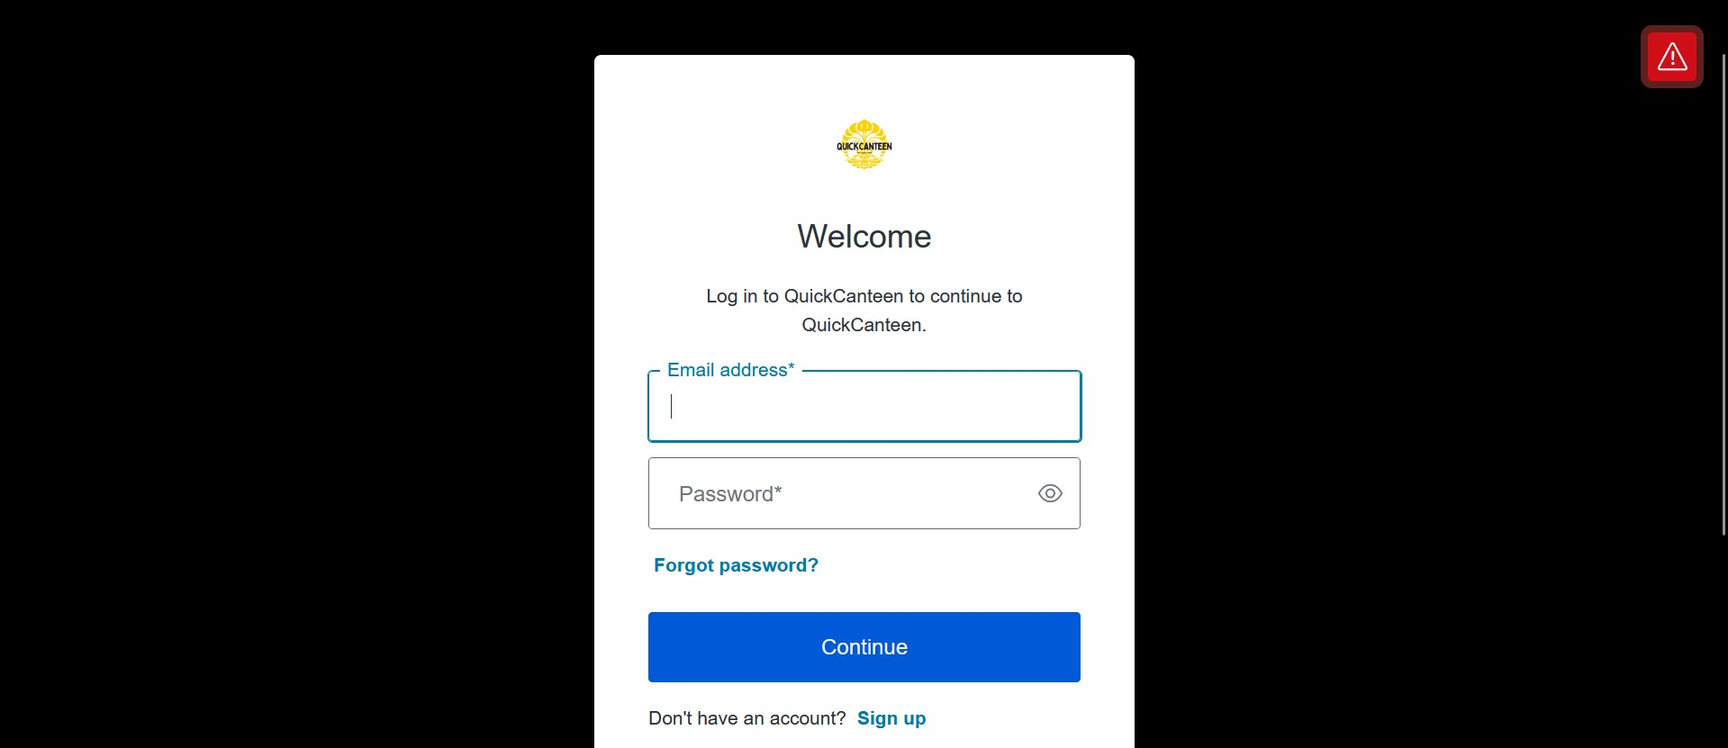 QUICKCANTEEN
Welcome
Log in to QuickCanteen to continue to
QuickCanteen.
Email address*
Password*
Forgot password?
Continue
Don't have an account? Sign up